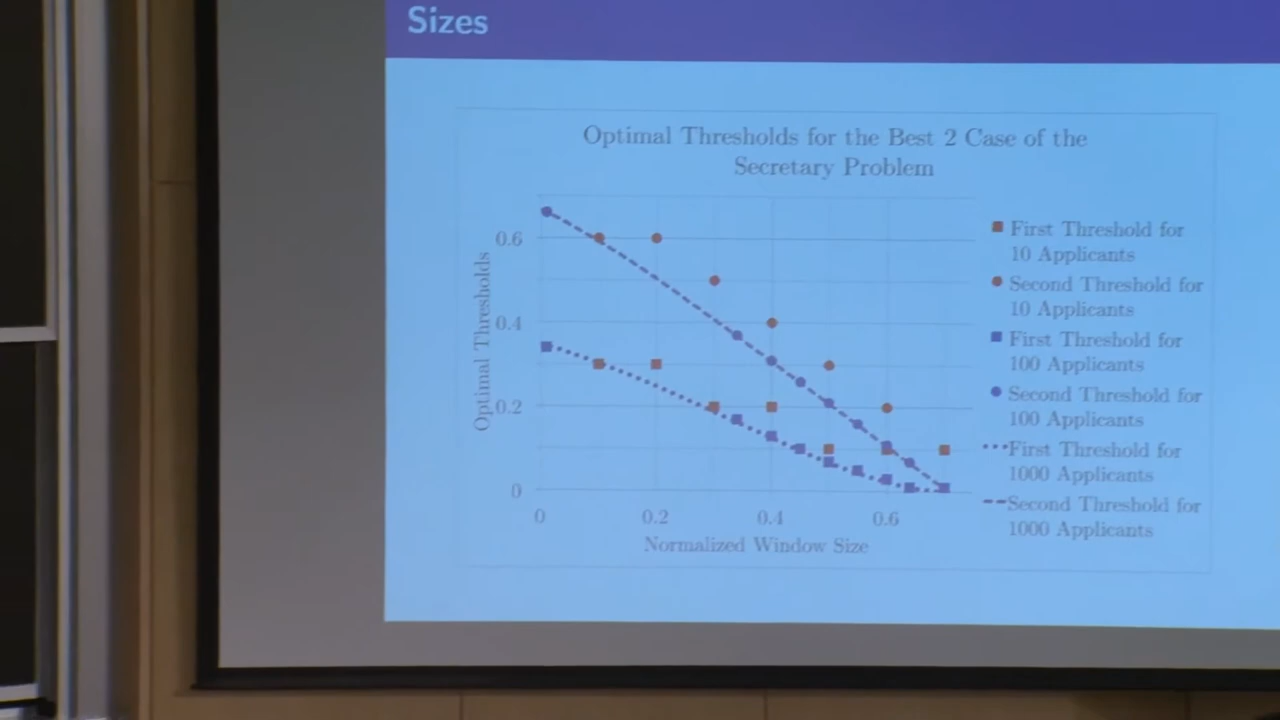 Sizes
Optimal Thresholds for the Best 2 Case of the
Secretary Problem
Optimal Thresholds
0.6
0.4
0.2
0
0
0.2
0.4
0.6
Normalized Window Size
First Threshold for
10 Applicants
Second Threshold for
10 Applicants
First Threshold for
100 Applicants
Second Threshold for
100 Applicants
First Threshold for
1000 Applicants
Second Threshold for
1000 Applicants